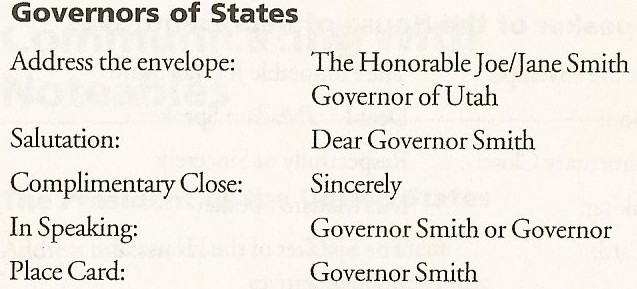 Governors of States
Address the envelope: The Honorable Joe/Jane Smith
Governor of Utah
Salutation: Dear Governor Smith
Complimentary Close: Sincerely
In Speaking: Governor Smith or Governor
Place Card: Governor Smith